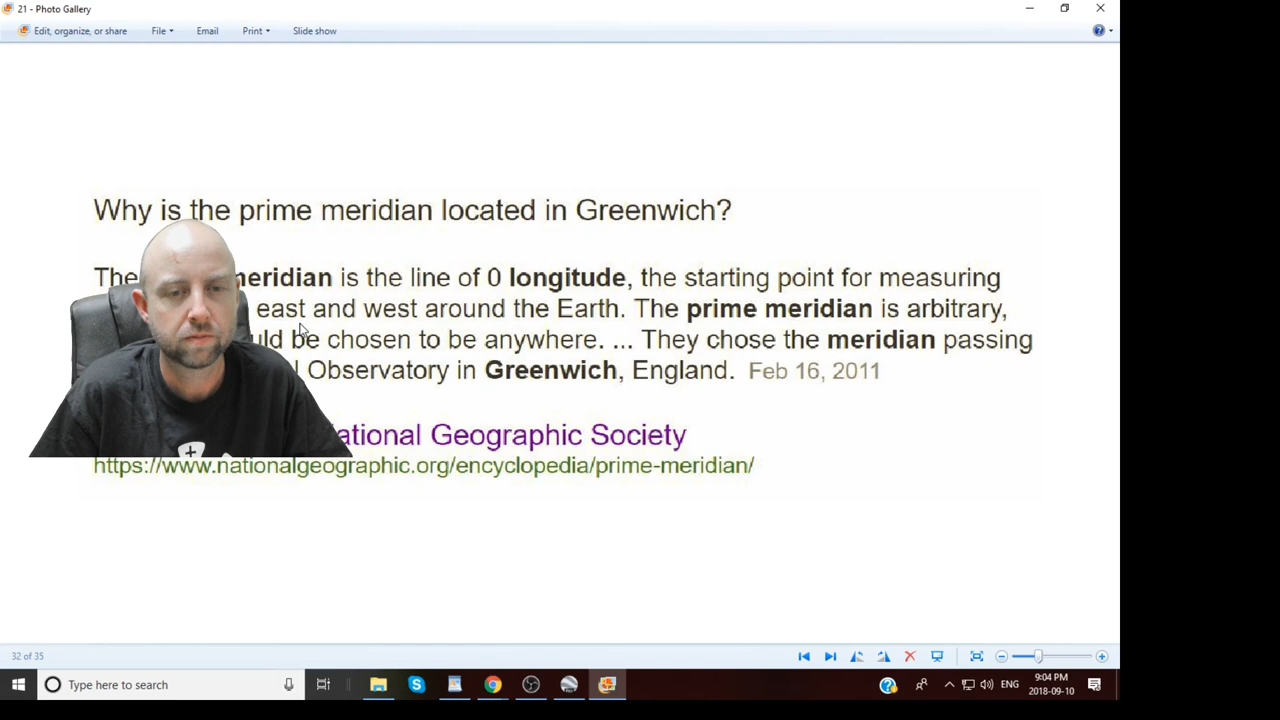 21 - Photo Gallery
Edit, organize, or share File Email Print Slide show
Why is the prime meridian located in Greenwich?
The meridian is the line of 0 longitude, the starting point for measuring
east and west around the Earth. The prime meridian is arbitrary,
be chosen to be anywhere. ... They chose the meridian passing
Observatory in Greenwich, England. Feb 16, 2011
National Geographic Society
https://www.nationalgeographic.org/encyclopedia/prime-meridian/
32 of 35
Type here to search
ENG
9:04 PM
2018-09-10